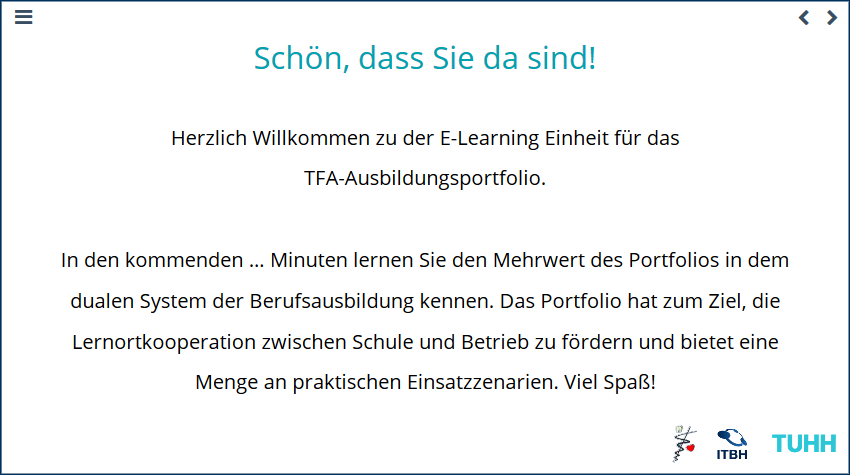 Schön, dass Sie da sind!
Herzlich Willkommen zu der E-Learning Einheit für das
TFA-Ausbildungsportfolio.
In den kommenden ... Minuten lernen Sie den Mehrwert des Portfolios in dem
dualen System der Berufsausbildung kennen. Das Portfolio hat zum Ziel, die
Lernortkooperation zwischen Schule und Betrieb zu fördern und bietet eine
Menge an praktischen Einsatzzenarien. Viel Spaß!
ITBH
TUHH